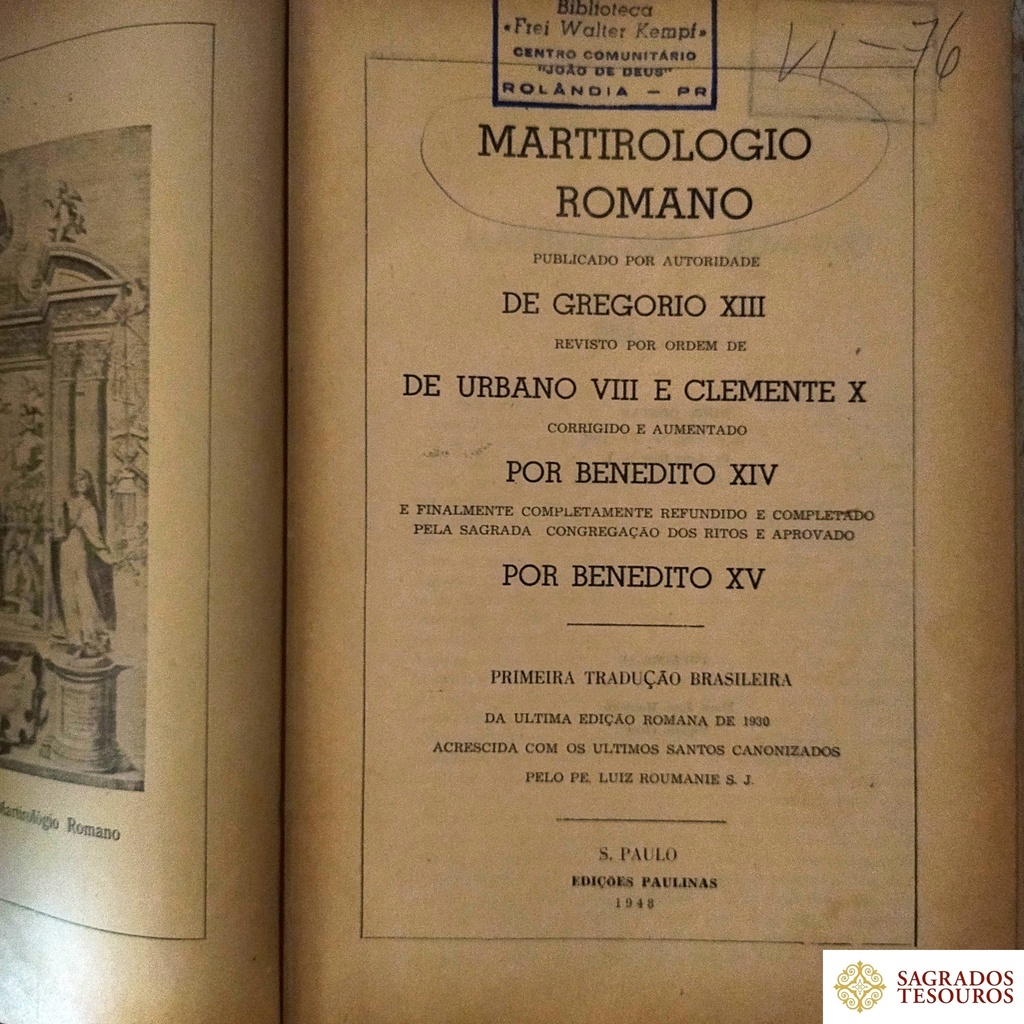 Biblioteca
«Frei Walter Kempf»
CENTRO COMUNITÁRIO
"JOÃO DE DEUS"
ROLÂNDIA — PR
VI — 76
MARTIROLOGIO
ROMANO
PUBLICADO POR AUTORIDADE
DE GREGORIO XIII
REVISTO POR ORDEM DE
DE URBANO VIII E CLEMENTE X
CORRIGIDO E AUMENTADO
POR BENEDITO XIV
E FINALMENTE COMPLETAMENTE REFUNDIDO E COMPLETADO
PELA SAGRADA CONGREGAÇÃO DOS RITOS E APROVADO
POR BENEDITO XV
PRIMEIRA TRADUÇÃO BRASILEIRA
DA ULTIMA EDIÇÃO ROMANA DE 1930
ACRESCIDA COM OS ULTIMOS SANTOS CANONIZADOS
PELO PE. LUIZ ROUMANIE S. J.
S. PAULO
EDIÇÕES PAULINAS
1948
Martirológio Romano
SAGRADOS
TESOUROS